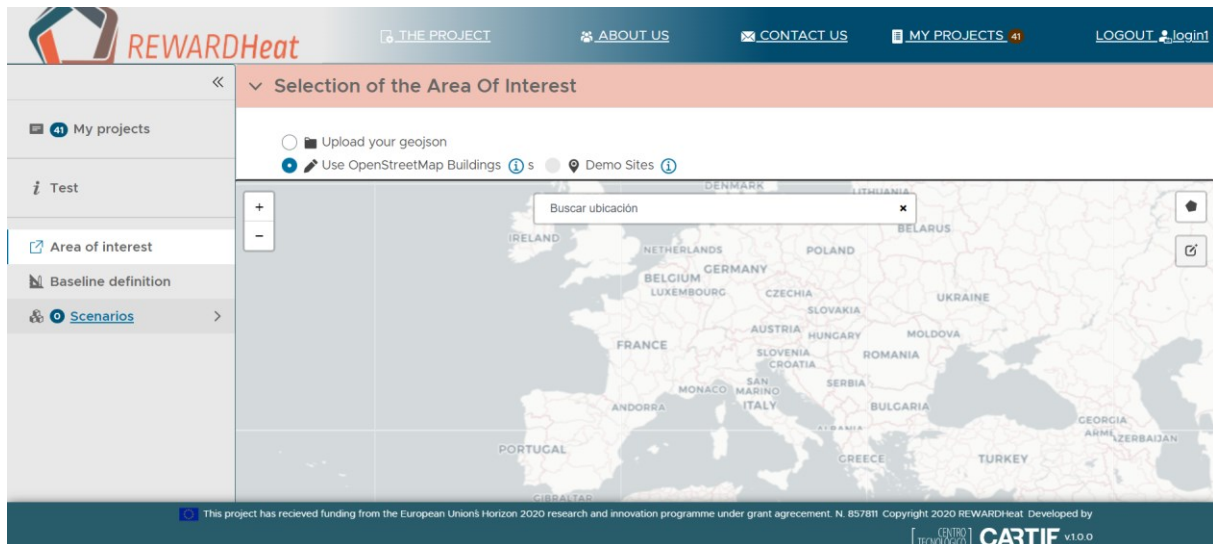 REWARDHeat
THE PROJECT
ABOUT US
CONTACT US
MY PROJECTS 41
LOGOUT login1
«
Selection of the Area Of Interest
41 My projects
Upload your geojson
Use OpenStreetMap Buildings i s Demo Sites i
i Test
Area of interest
Baseline definition
0 Scenarios >
+
-
Buscar ubicación ×
DENMARK
LITHUANIA
BELARUS
IRELAND
NETHERLANDS
POLAND
BELGIUM
GERMANY
LUXEMBOURG
CZECHIA
UKRAINE
SLOVAKIA
AUSTRIA
HUNGARY
MOLDOVA
FRANCE
SLOVENIA
ROMANIA
CROATIA
SAN MARINO
SERBIA
MONACO
ITALY
BULGARIA
ANDORRA
ALBANIA
GEORGIA
ARME
AZERBAIJAN
PORTUGAL
GREECE
TURKEY
GIBRALTAR
This project has recieved funding from the European Union's Horizon 2020 research and innovation programme under grant agrecement. N. 857811 Copyright 2020 REWARDHeat Developed by
[CENTRO TECNOLÓGICO] CARTIF v.1.0.0